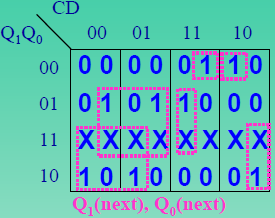 CD
Q1Q0 00 01 11 10
00 0 0 0 0 0 1 1 0
01 0 1 0 1 1 0 0 0
11 X X X X X X X X
10 1 0 1 0 0 0 0 1
Q1(next), Q0(next)